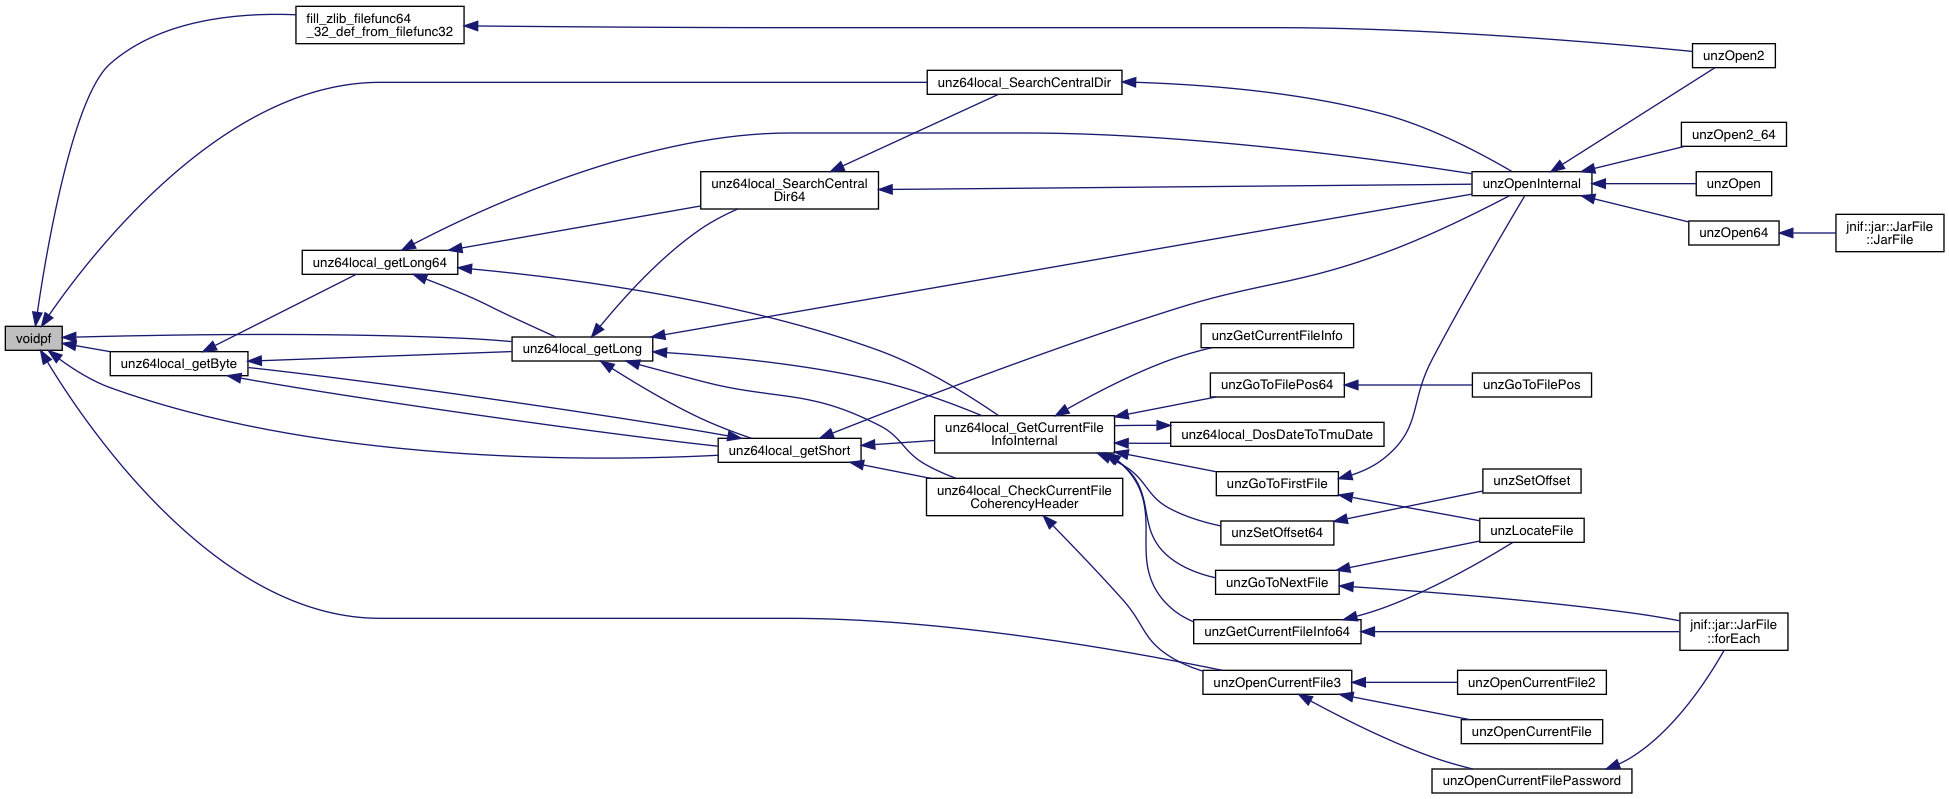 fill_zlib_filefunc64
_32_def_from_filefunc32
unzOpen2
unz64local_SearchCentralDir
unzOpen2_64
unz64local_SearchCentral
Dir64
unzOpenInternal
unzOpen
unzOpen64
jnif::jar::JarFile
::JarFile
unz64local_getLong64
voidpf
unz64local_getByte
unz64local_getLong
unzGetCurrentFileInfo
unzGoToFilePos64
unzGoToFilePos
unz64local_GetCurrentFile
InfoInternal
unz64local_DosDateToTmuDate
unz64local_getShort
unzGoToFirstFile
unzSetOffset
unz64local_CheckCurrentFile
CoherencyHeader
unzSetOffset64
unzLocateFile
unzGoToNextFile
unzGetCurrentFileInfo64
jnif::jar::JarFile
::forEach
unzOpenCurrentFile3
unzOpenCurrentFile2
unzOpenCurrentFile
unzOpenCurrentFilePassword